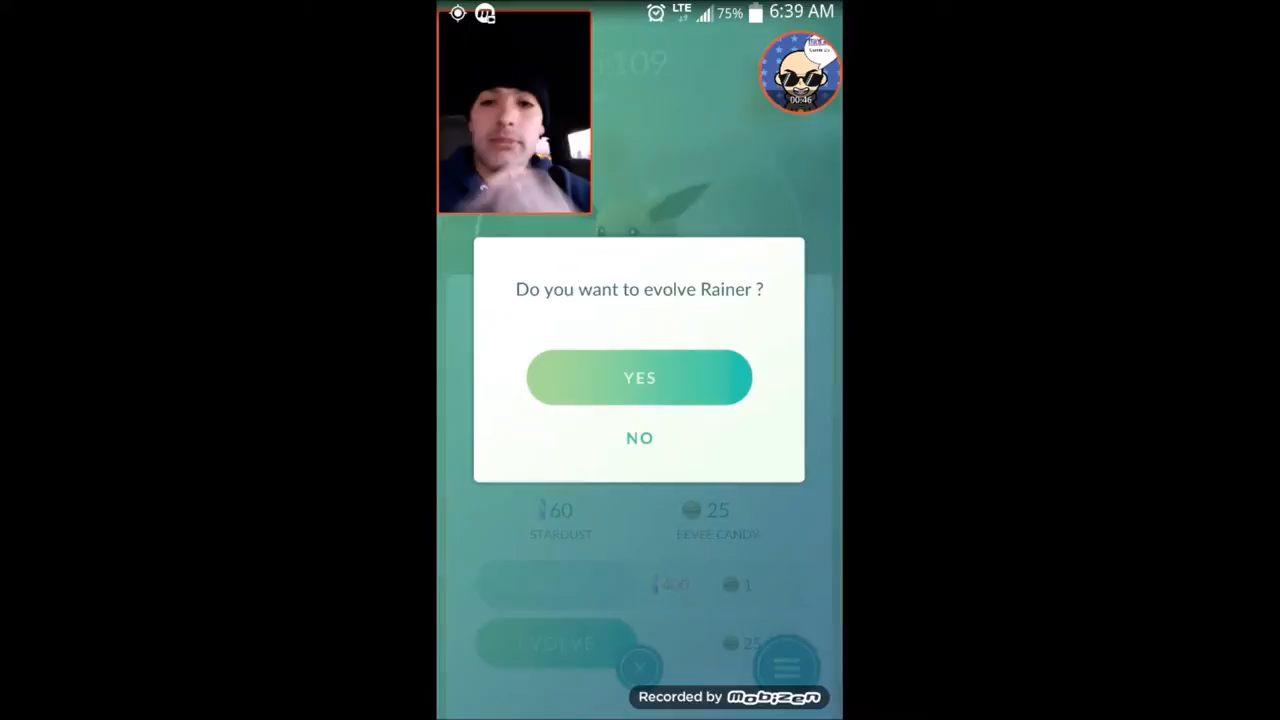 LTE
75%
6:39 AM
109
00:46
Do you want to evolve Rainer ?
YES
NO
60
25
STARDUST
EEVEE CANDY
400
1
EVOLVE
25
Recorded by Mobizen